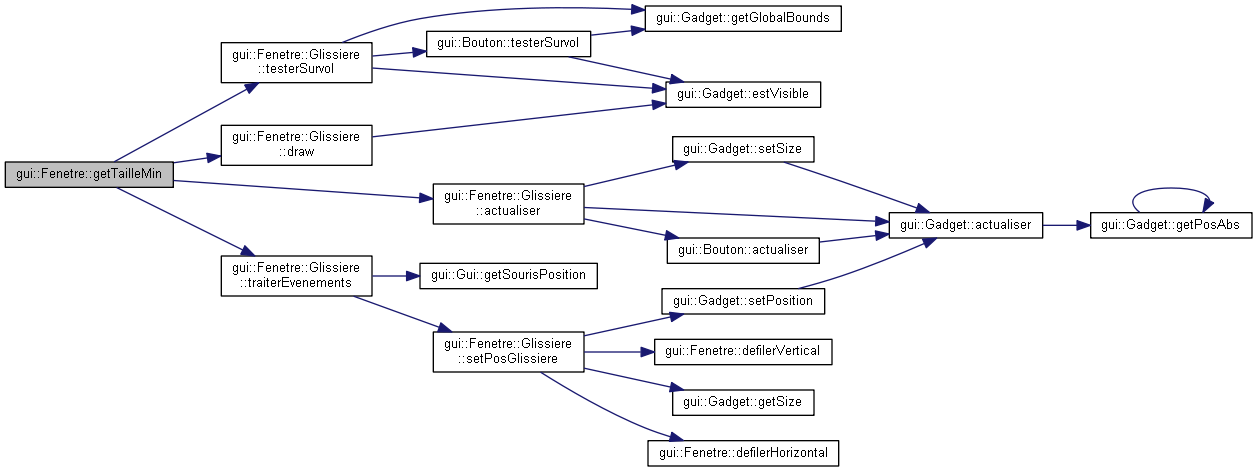 gui::Fenetre::getTailleMin
gui::Fenetre::Glissiere
::testerSurvol
gui::Bouton::testerSurvol
gui::Gadget::getGlobalBounds
gui::Gadget::estVisible
gui::Fenetre::Glissiere
::draw
gui::Fenetre::Glissiere
::actualiser
gui::Gadget::setSize
gui::Bouton::actualiser
gui::Gadget::actualiser
gui::Gadget::getPosAbs
gui::Fenetre::Glissiere
::traiterEvenements
gui::Gui::getSourisPosition
gui::Fenetre::Glissiere
::setPosGlissiere
gui::Gadget::setPosition
gui::Fenetre::defilerVertical
gui::Gadget::getSize
gui::Fenetre::defilerHorizontal